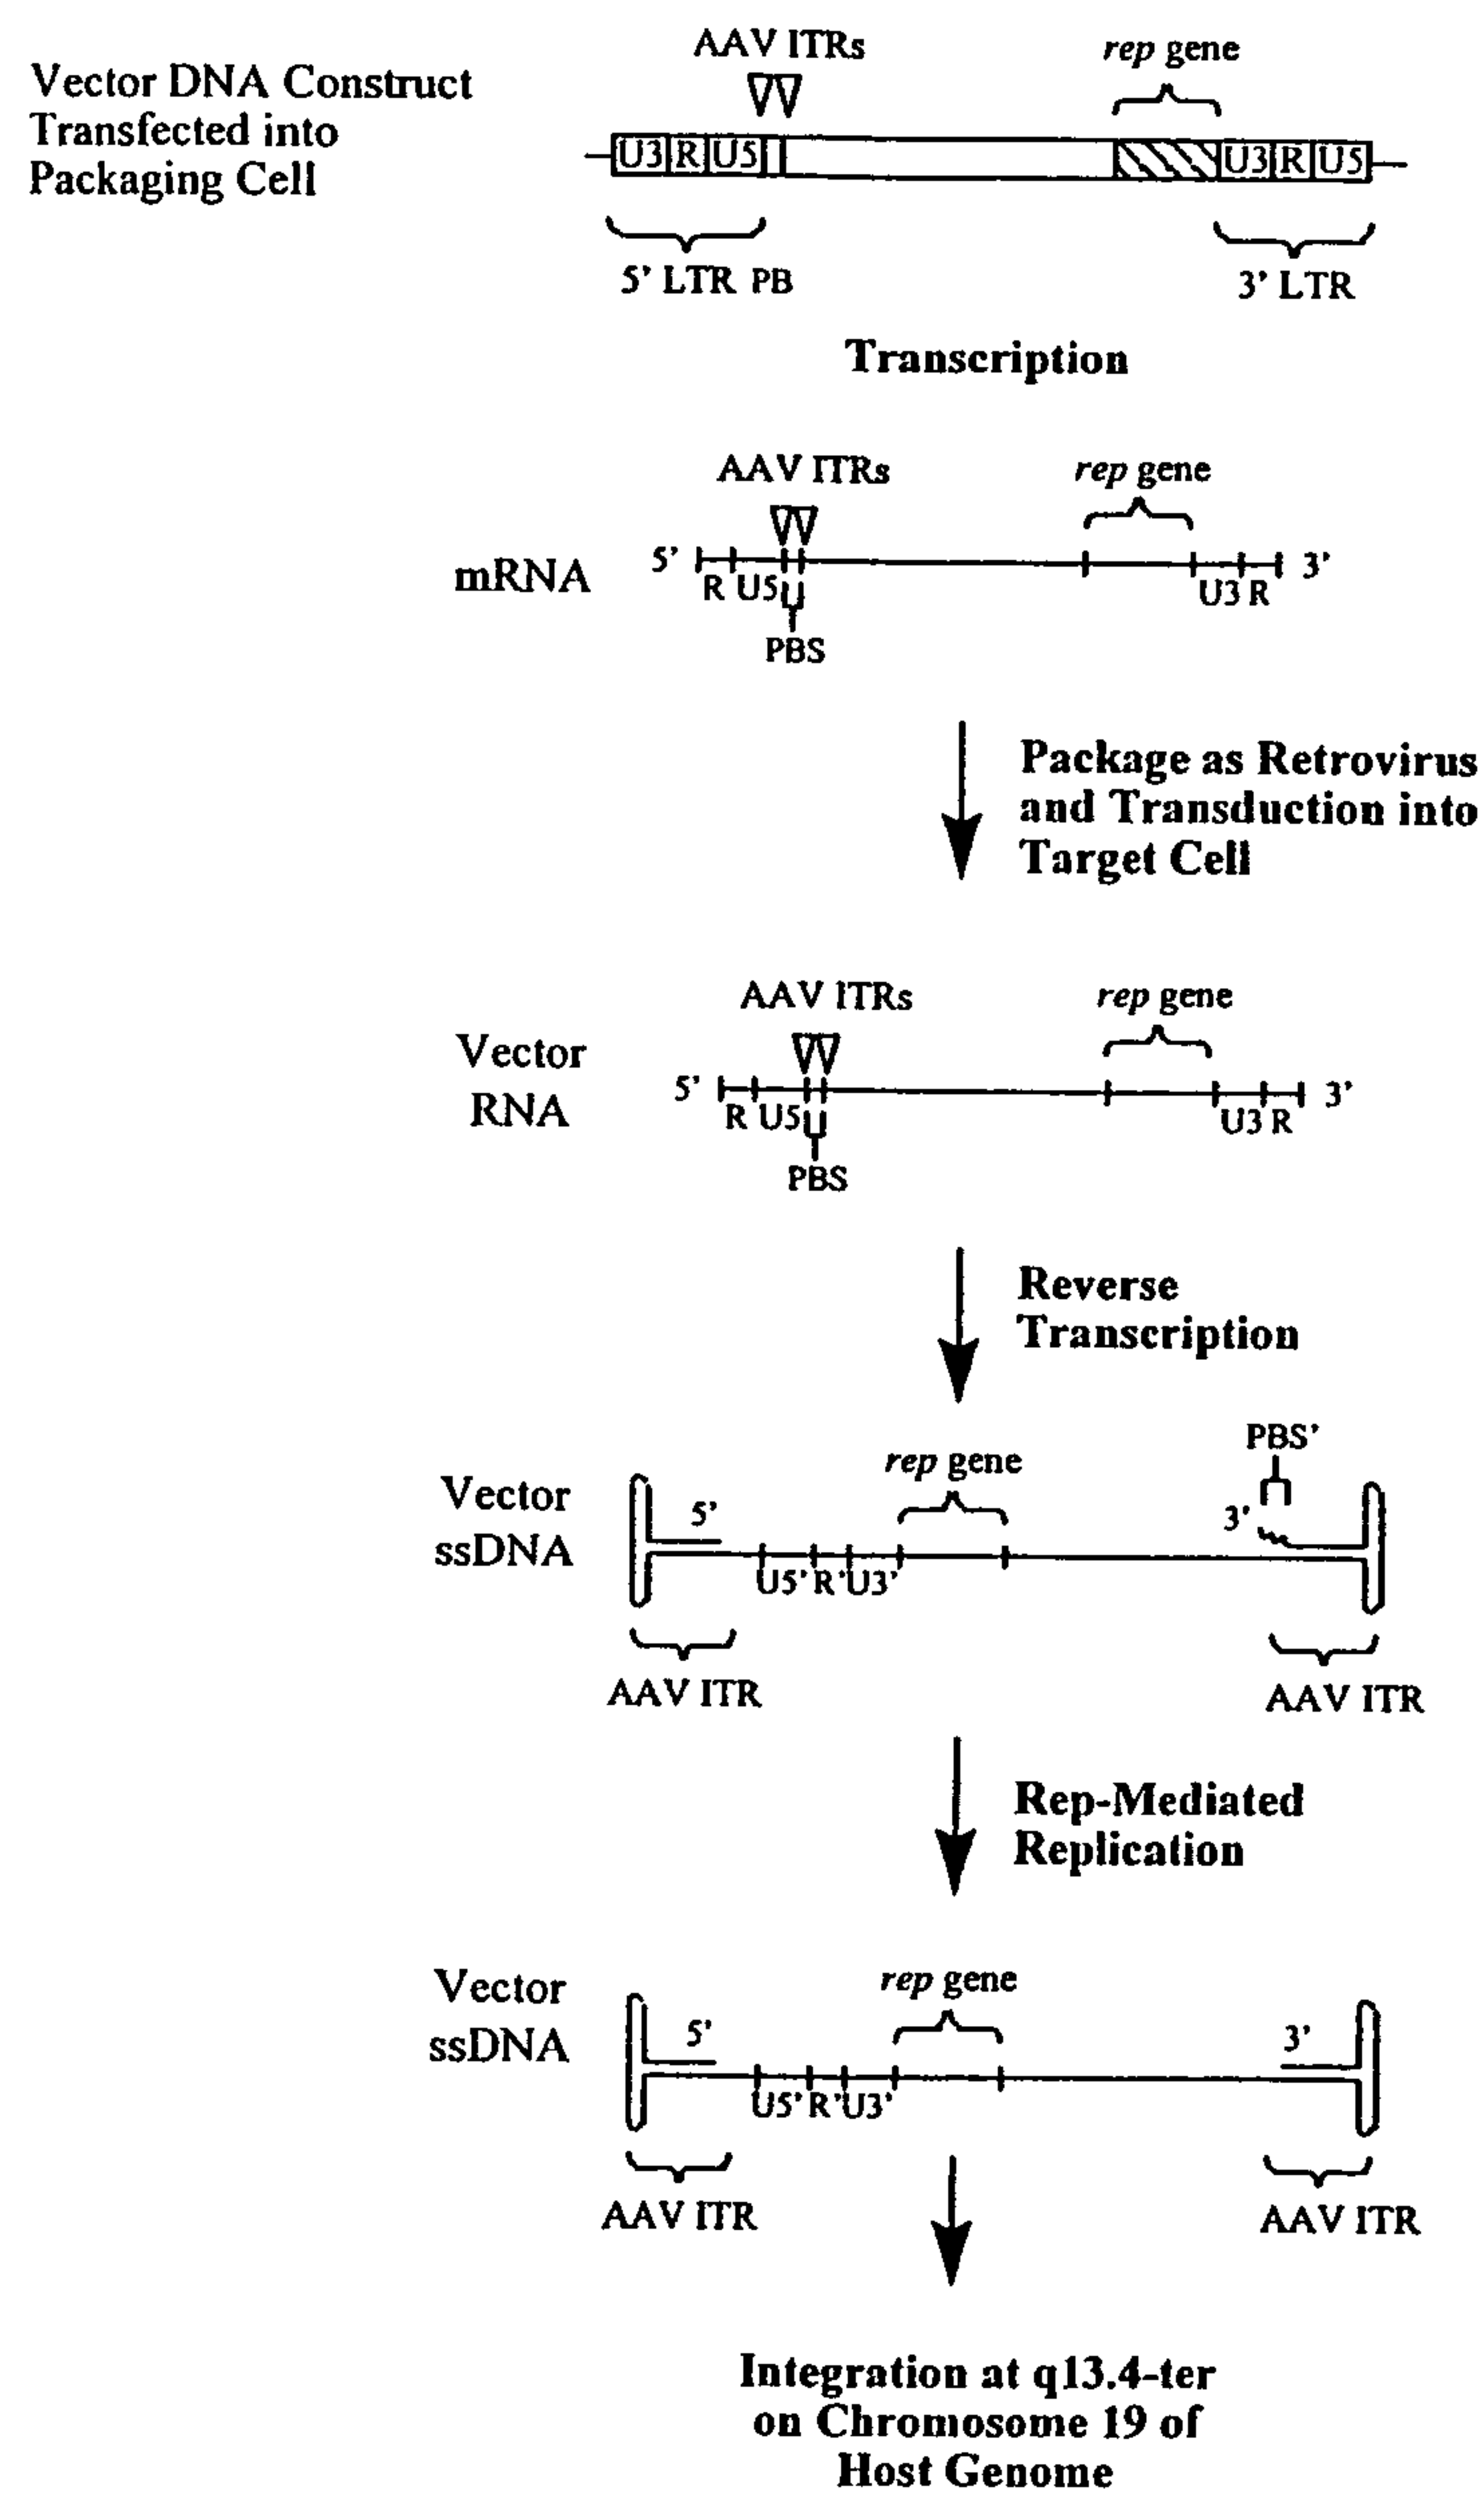 AAV ITRs
rep gene
Vector DNA Construct
Transfected into
Packaging Cell
U3 R U5
U3 R U5
5' LTR PB
3' LTR
Transcription
AAV ITRs
rep gene
mRNA
5'
3'
R U5
U3 R
PBS
Package as Retrovirus
and Transduction into
Target Cell
AAV ITRs
rep gene
Vector
RNA
5'
3'
R U5
U3 R
PBS
Reverse
Transcription
PBS'
rep gene
Vector
ssDNA
5'
3'
U5' R' U3'
AAV ITR
AAV ITR
Rep-Mediated
Replication
rep gene
Vector
ssDNA
5'
3'
U5' R' U3'
AAV ITR
AAV ITR
Integration at q13.4-ter
on Chromosome 19 of
Host Genome